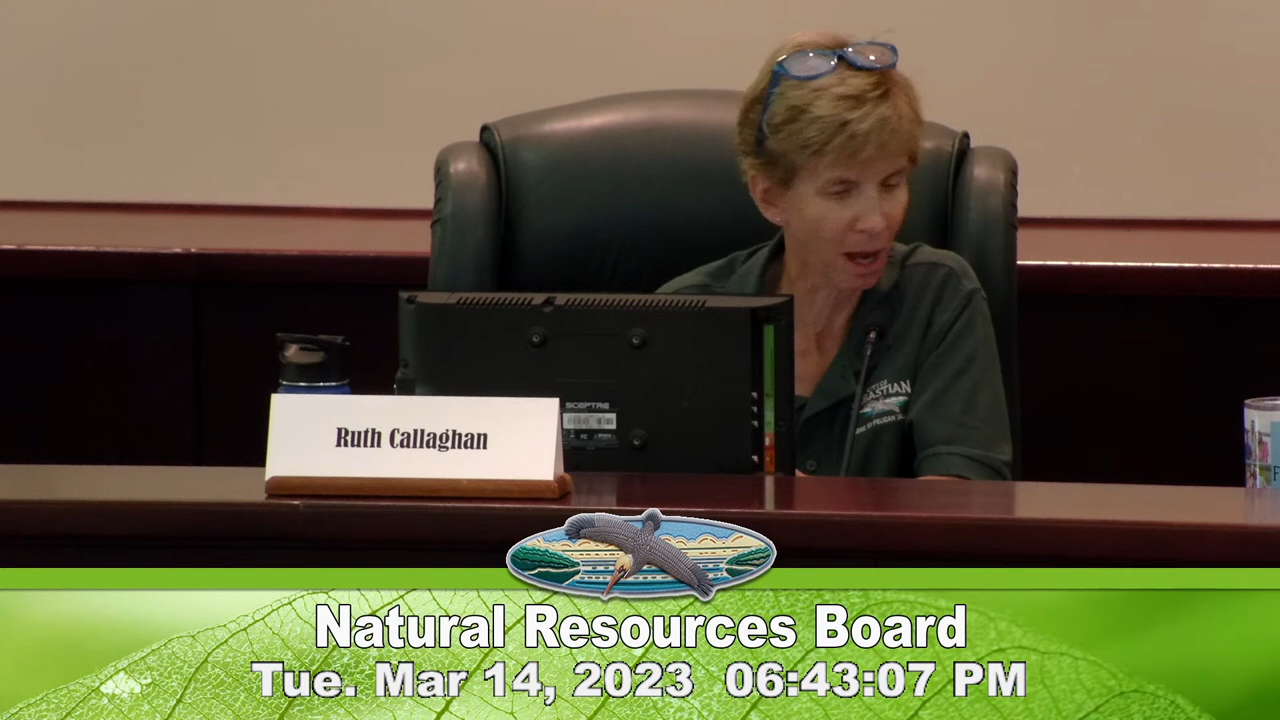 SCEPTRE
Ruth Callaghan
Natural Resources Board
Tue. Mar 14, 2023 06:43:07 PM